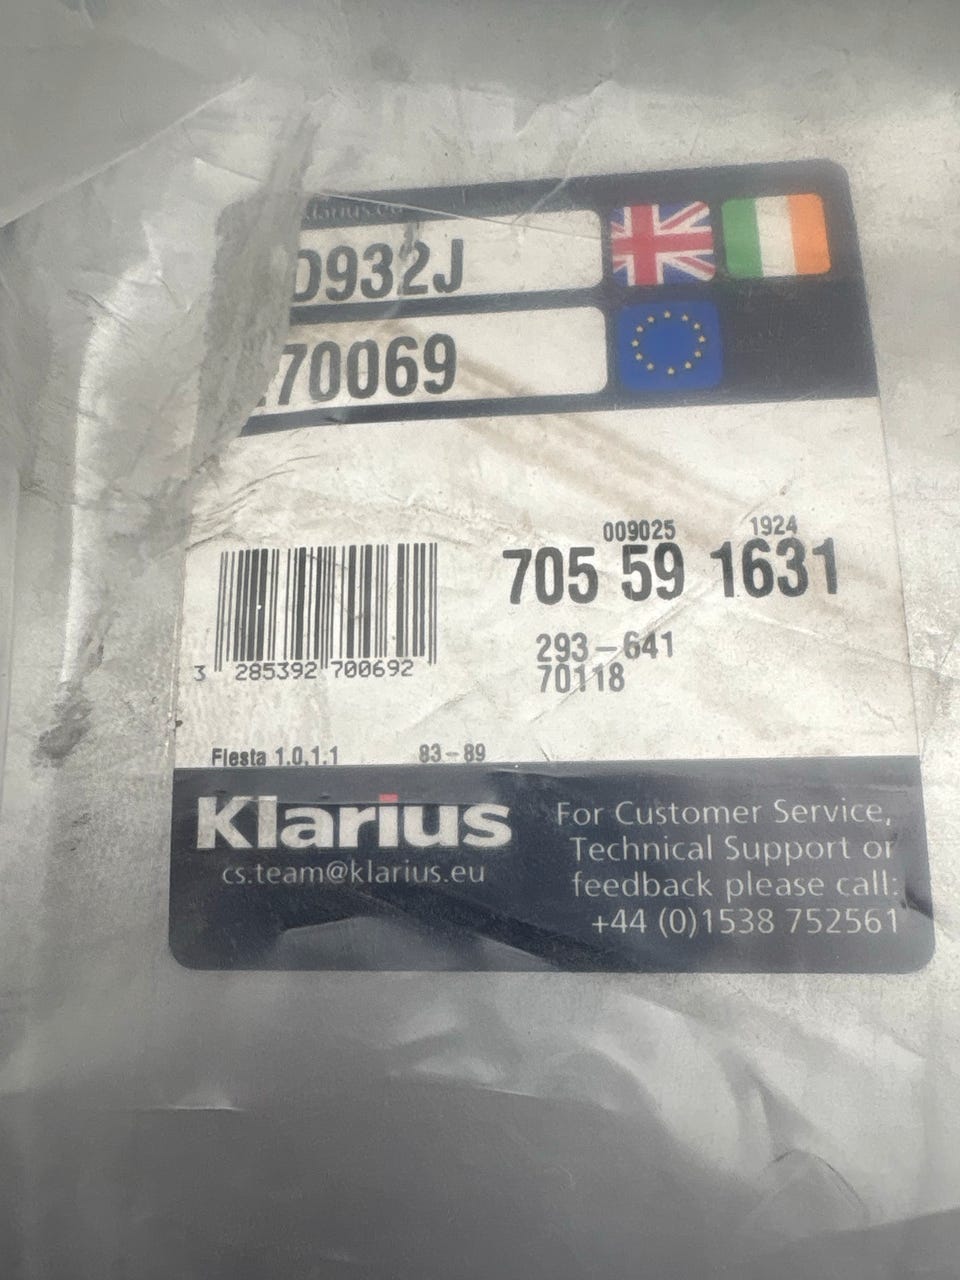 klarius.eu
D932J
70069
009025 1924
705 59 1631
293-641
70118
3 285392 700692
Fiesta 1.0,1.1 83-89
Klarius
cs.team@klarius.eu
For Customer Service,
Technical Support or
feedback please call:
+44 (0)1538 752561